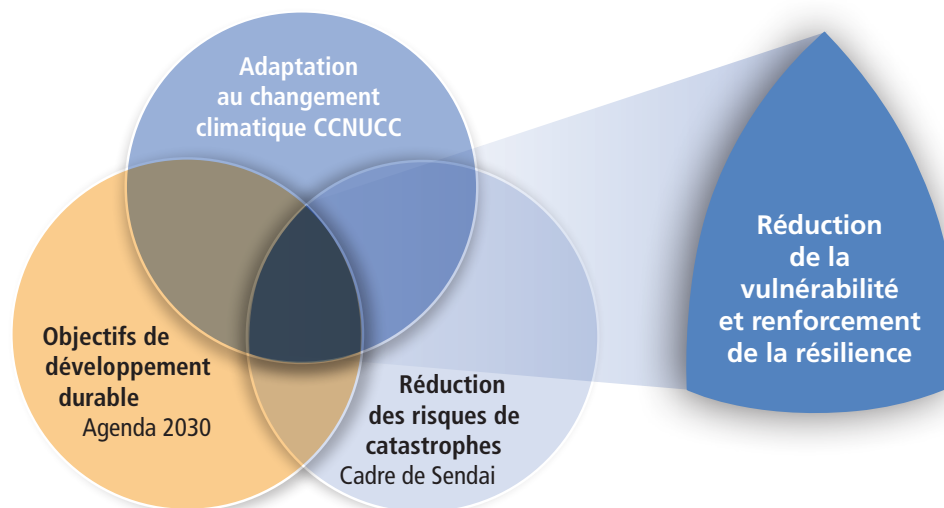 Adaptation
au changement
climatique CCNUCC
Objectifs de
développement
durable
Agenda 2030
Réduction
des risques de
catastrophes
Cadre de Sendai
Réduction
de la
vulnérabilité
et renforcement
de la résilience